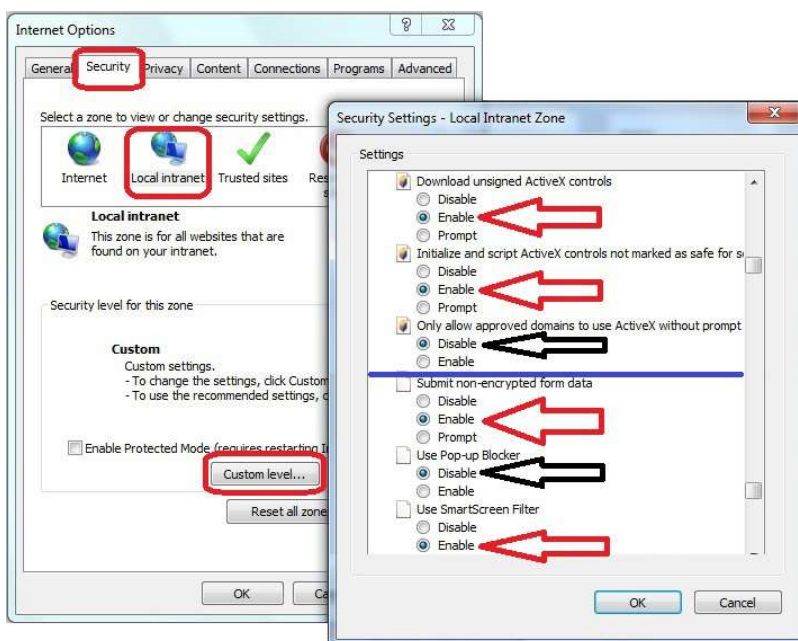 Internet Options
General Security Privacy Content Connections Programs Advanced
Select a zone to view or change security settings.
Internet Local intranet Trusted sites
Local intranet
This zone is for all websites that are
found on your intranet.
Security level for this zone
Custom
Custom settings.
- To change the settings, click Custom
- To use the recommended settings,
Enable Protected Mode (requires restarting
Custom level...
Reset all zone
OK
Security Settings - Local Intranet Zone
Settings
Download unsigned ActiveX controls
Disable
Enable
Prompt
Initialize and script ActiveX controls not marked as safe for
Disable
Enable
Prompt
Only allow approved domains to use ActiveX without prompt
Disable
Enable
Submit non-encrypted form data
Disable
Enable
Prompt
Use Pop-up Blocker
Disable
Enable
Use SmartScreen Filter
Disable
Enable
OK Cancel